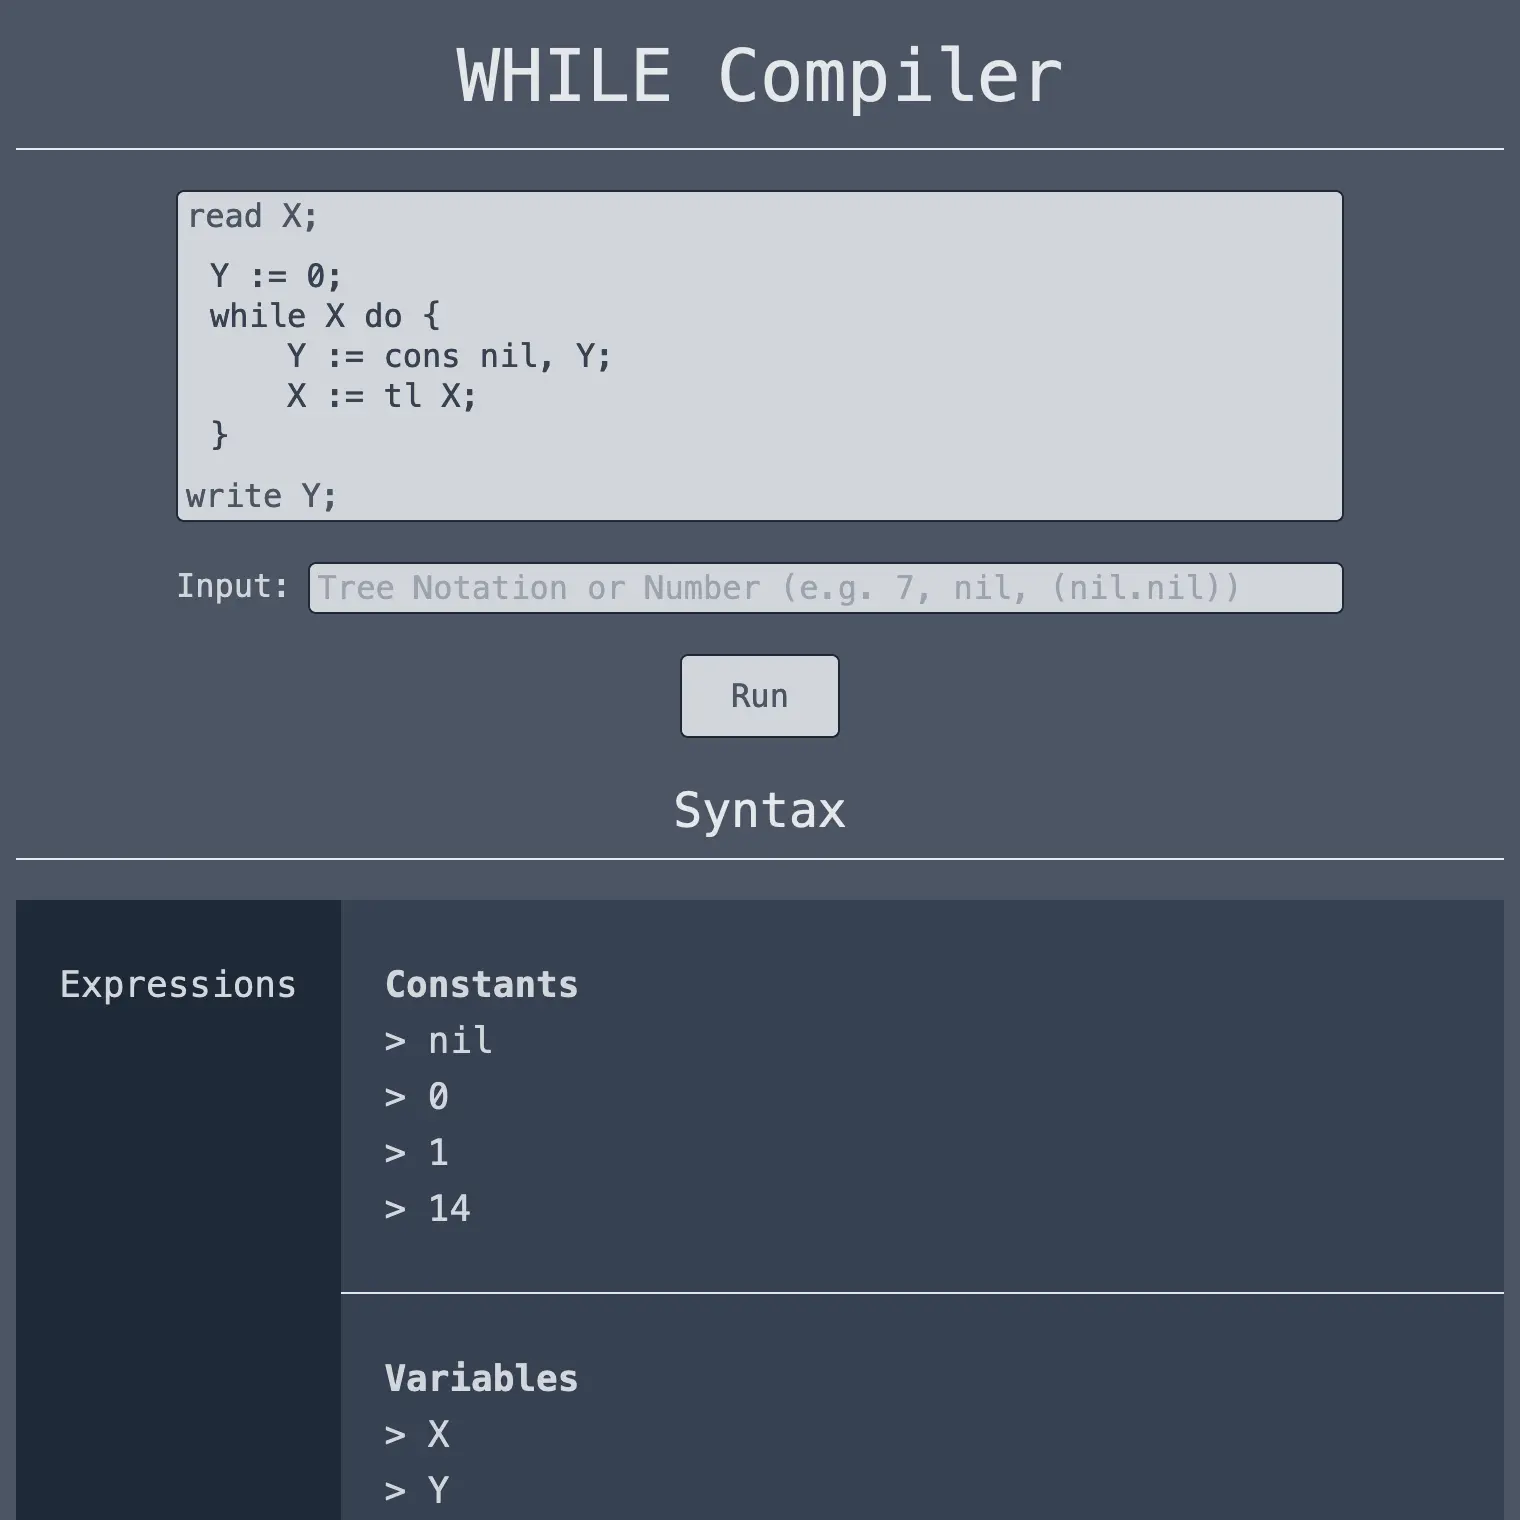 WHILE Compiler
read X;
Y := 0;
while X do {
Y := cons nil, Y;
X := tl X;
}
write Y;
Input: Tree Notation or Number (e.g. 7, nil, (nil.nil))
Run
Syntax
Expressions
Constants
> nil
> 0
> 1
> 14
Variables
> X
> Y